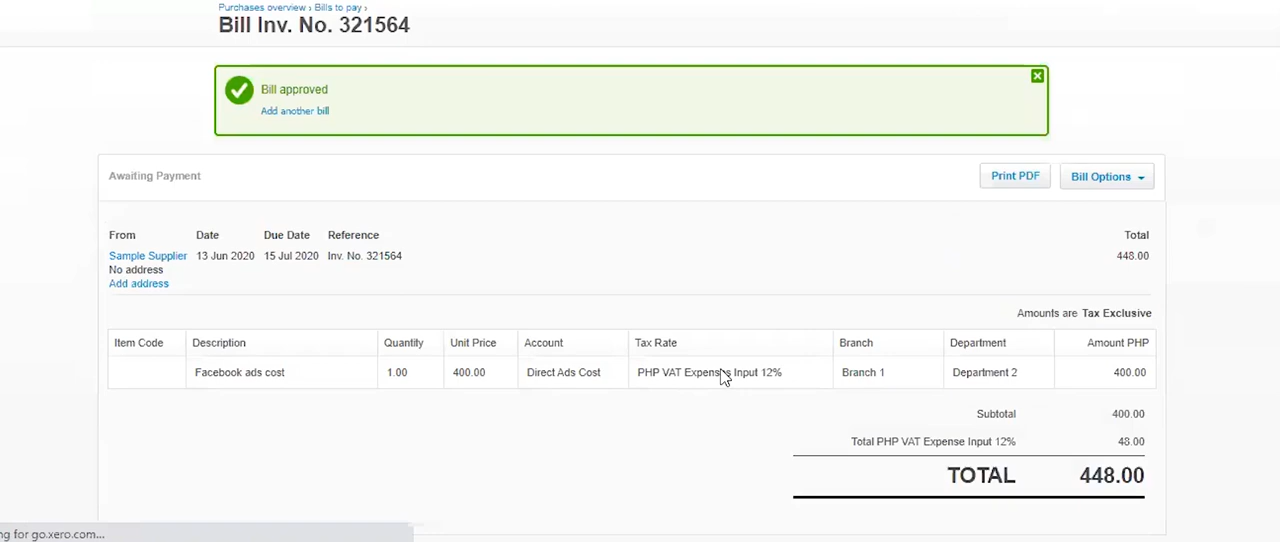 Purchases overview › Bills to pay ›
Bill Inv. No. 321564
Bill approved
Add another bill
Awaiting Payment
Print PDF
Bill Options
From Date Due Date Reference Total
Sample Supplier 13 Jun 2020 15 Jul 2020 Inv. No. 321564 448.00
No address
Add address
Amounts are Tax Exclusive
Item Code Description Quantity Unit Price Account Tax Rate Branch Department Amount PHP
Facebook ads cost 1.00 400.00 Direct Ads Cost PHP VAT Expenses Input 12% Branch 1 Department 2 400.00
Subtotal 400.00
Total PHP VAT Expense Input 12% 48.00
TOTAL 448.00
for go.xero.com...